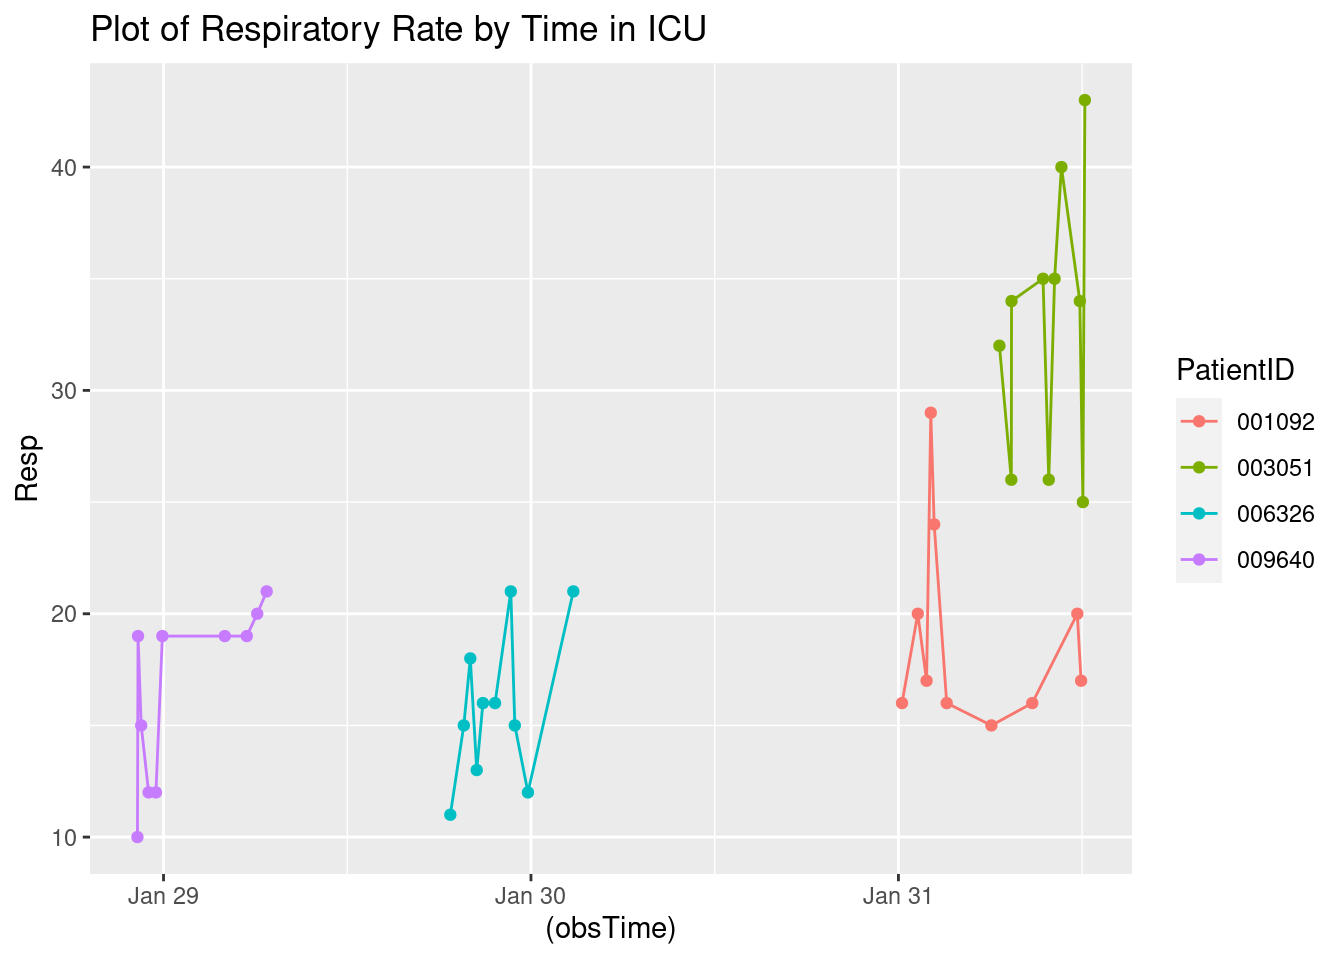 Plot of Respiratory Rate by Time in ICU
40
30
20
10
Resp
Jan 29
Jan 30
Jan 31
(obsTime)
PatientID
001092
003051
006326
009640